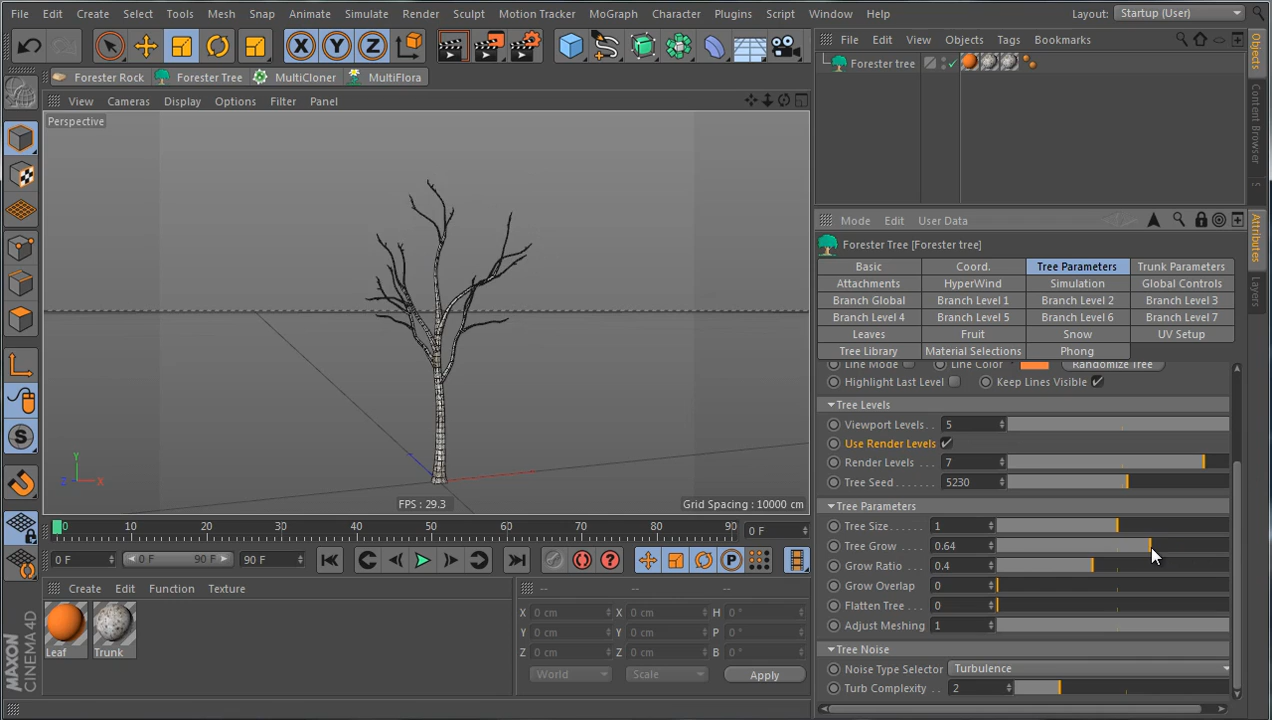 File Edit Create Select Tools Mesh Snap Animate Simulate Render Sculpt Motion Tracker MoGraph Character Plugins Script Window Help Layout: Startup (User)
X Y Z
File Edit View Objects Tags Bookmarks
Forester tree
Forester Rock Forester Tree MultiCloner MultiFlora
View Cameras Display Options Filter Panel
Perspective
Y
Z X
FPS : 29.3 Grid Spacing : 10000 cm
0 10 20 30 40 50 60 70 80 90 0 F
0 F 0 F 90 F 90 F
P
Create Edit Function Texture
Leaf Trunk
-- -- --
X 0 cm X 0 cm H 0 °
Y 0 cm Y 0 cm P 0 °
Z 0 cm Z 0 cm B 0 °
World Scale Apply
MAXON
CINEMA 4D
Mode Edit User Data
Forester Tree [Forester tree]
Basic Coord. Tree Parameters Trunk Parameters
Attachments HyperWind Simulation Global Controls
Branch Global Branch Level 1 Branch Level 2 Branch Level 3
Branch Level 4 Branch Level 5 Branch Level 6 Branch Level 7
Leaves Fruit Snow UV Setup
Tree Library Material Selections Phong
Line Mode Line Color Randomize Tree
Highlight Last Level Keep Lines Visible
Tree Levels
Viewport Levels. . 5
Use Render Levels
Render Levels . . . 7
Tree Seed . . . . . . 5230
Tree Parameters
Tree Size. . . . . . 1
Tree Grow . . . . 0.64
Grow Ratio . . . . 0.4
Grow Overlap 0
Flatten Tree . . . 0
Adjust Meshing 1
Tree Noise
Noise Type Selector Turbulence
Turb Complexity . . 2
Objects
Content Browser
S
Attributes
Layers